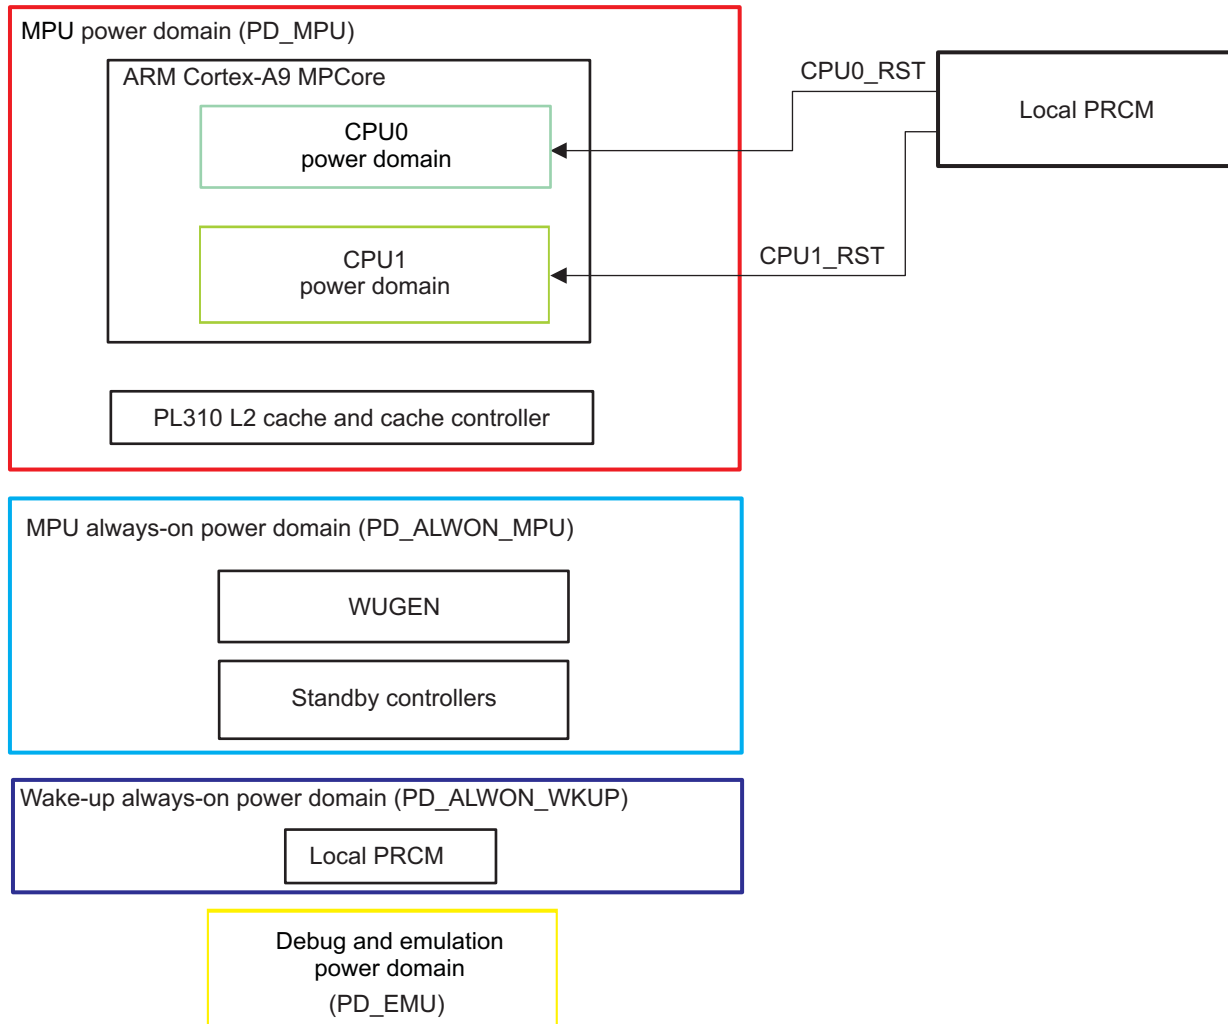 MPU power domain (PD_MPU)
ARM Cortex-A9 MPCore
CPU0
power domain
CPU1
power domain
CPU0_RST
Local PRCM
CPU1_RST
PL310 L2 cache and cache controller
MPU always-on power domain (PD_ALWON_MPU)
WUGEN
Standby controllers
Wake-up always-on power domain (PD_ALWON_WKUP)
Local PRCM
Debug and emulation
power domain
(PD_EMU)